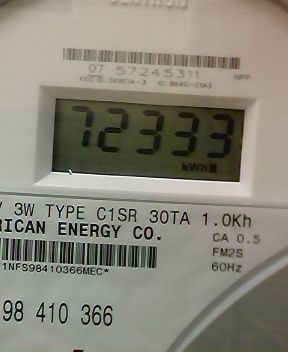 07 57245311
HPP
72333
kWh
V 3W TYPE C1SR 30TA 1.0Kh
RICAN ENERGY CO.
CA 0.5
FM2S
60Hz
1NFS98410366MEC*
98 410 366